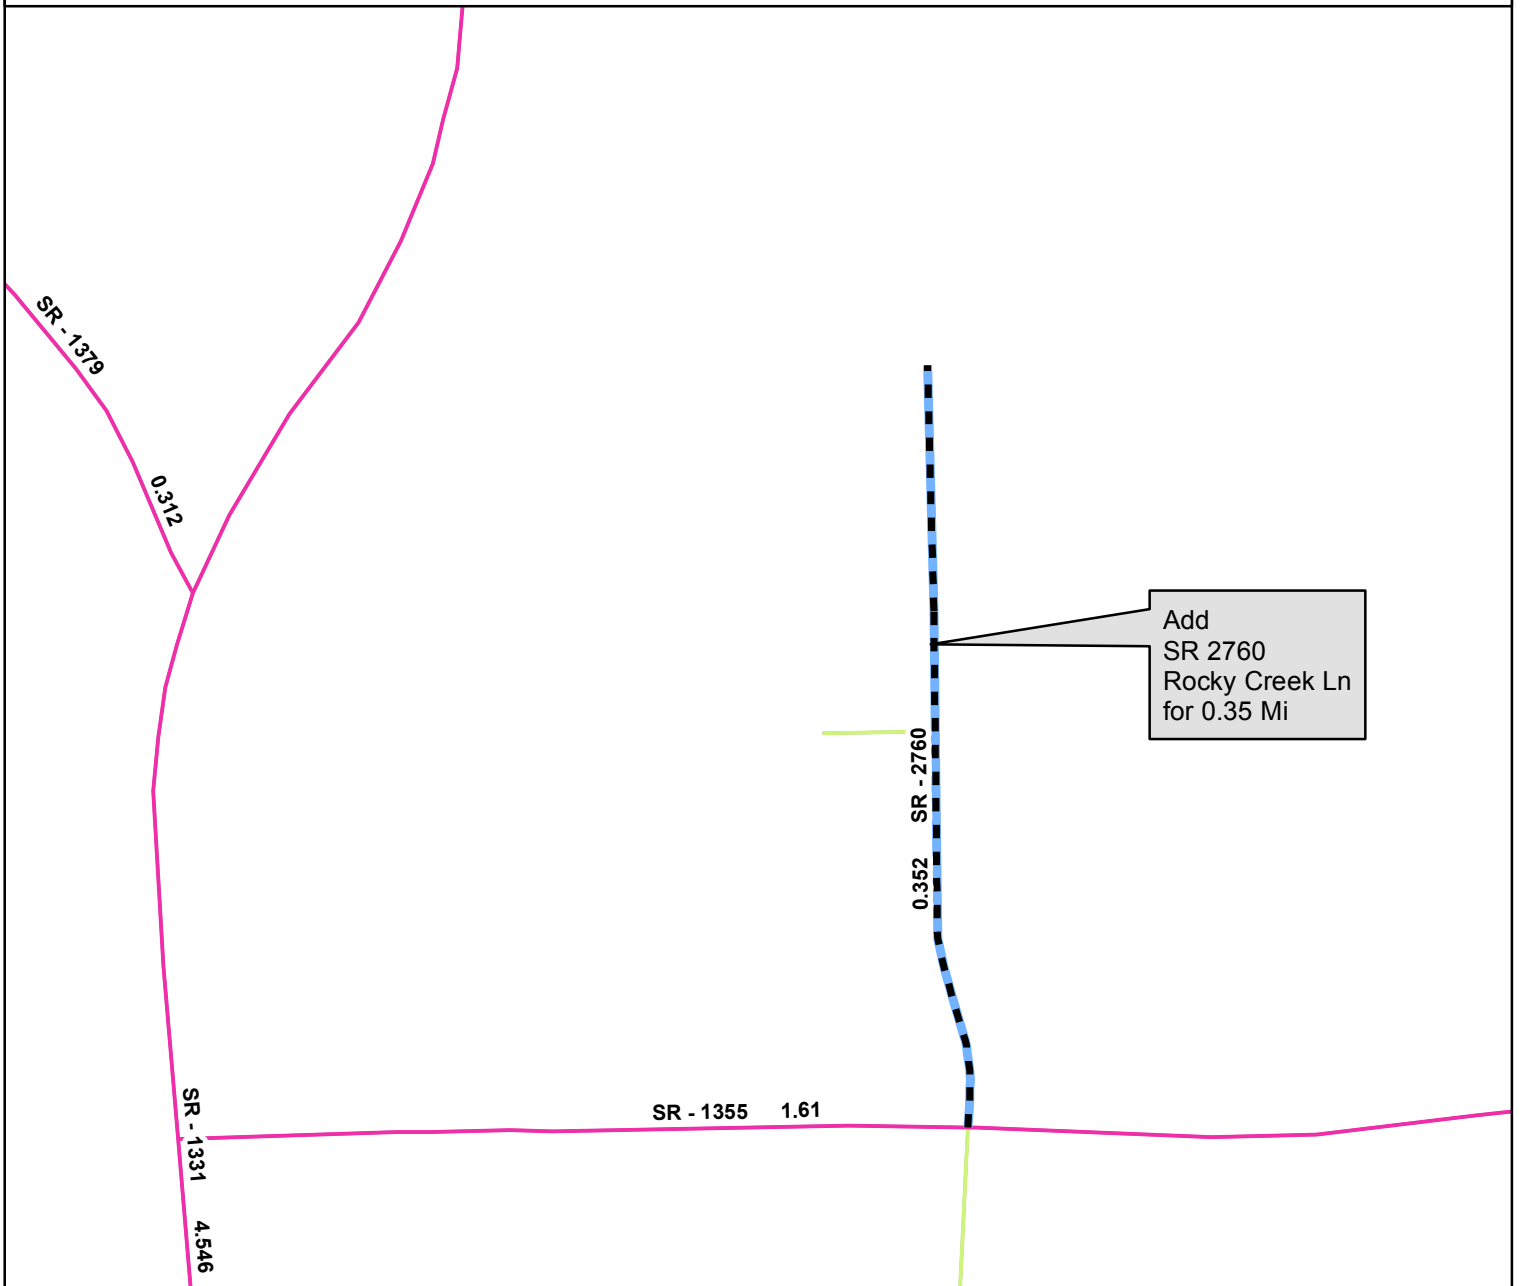 SR - 1379
0.312
Add
SR 2760
Rocky Creek Ln
for 0.35 Mi
SR - 2760
0.352
SR - 1355 1.61
SR - 1331
4.546